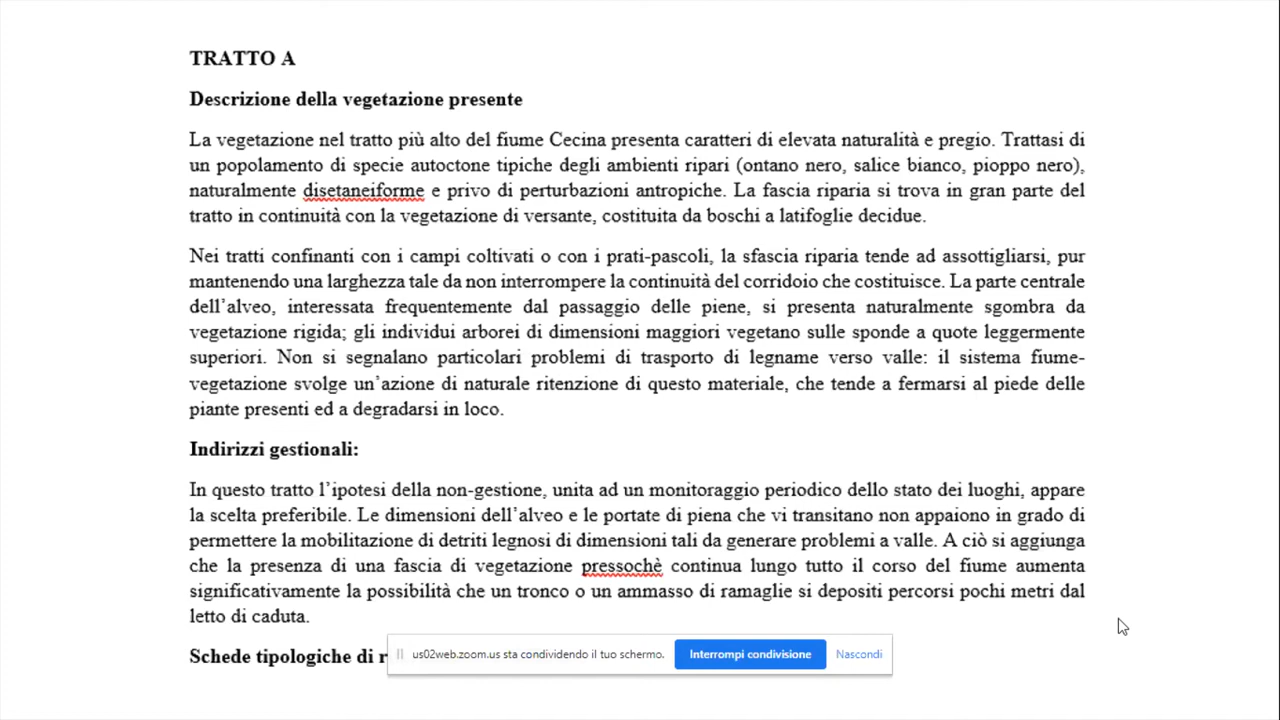 TRATTO A
Descrizione della vegetazione presente
La vegetazione nel tratto più alto del fiume Cecina presenta caratteri di elevata naturalità e pregio. Trattasi di
un popolamento di specie autoctone tipiche degli ambienti ripari (ontano nero, salice bianco, pioppo nero),
naturalmente disetaneiforme e privo di perturbazioni antropiche. La fascia riparia si trova in gran parte del
tratto in continuità con la vegetazione di versante, costituita da boschi a latifoglie decidue.
Nei tratti confinanti con i campi coltivati o con i prati-pascoli, la sfascia riparia tende ad assottigliarsi, pur
mantenendo una larghezza tale da non interrompere la continuità del corridoio che costituisce. La parte centrale
dell’alveo, interessata frequentemente dal passaggio delle piene, si presenta naturalmente sgombra da
vegetazione rigida; gli individui arborei di dimensioni maggiori vegetano sulle sponde a quote leggermente
superiori. Non si segnalano particolari problemi di trasporto di legname verso valle: il sistema fiume-
vegetazione svolge un’azione di naturale ritenzione di questo materiale, che tende a fermarsi al piede delle
piante presenti ed a degradarsi in loco.
Indirizzi gestionali:
In questo tratto l’ipotesi della non-gestione, unita ad un monitoraggio periodico dello stato dei luoghi, appare
la scelta preferibile. Le dimensioni dell’alveo e le portate di piena che vi transitano non appaiono in grado di
permettere la mobilitazione di detriti legnosi di dimensioni tali da generare problemi a valle. A ciò si aggiunga
che la presenza di una fascia di vegetazione pressochè continua lungo tutto il corso del fiume aumenta
significativamente la possibilità che un tronco o un ammasso di ramaglie si depositi percorsi pochi metri dal
letto di caduta.
Schede tipologiche di r
us02web.zoom.us sta condividendo il tuo schermo. Interrompi condivisione Nascondi